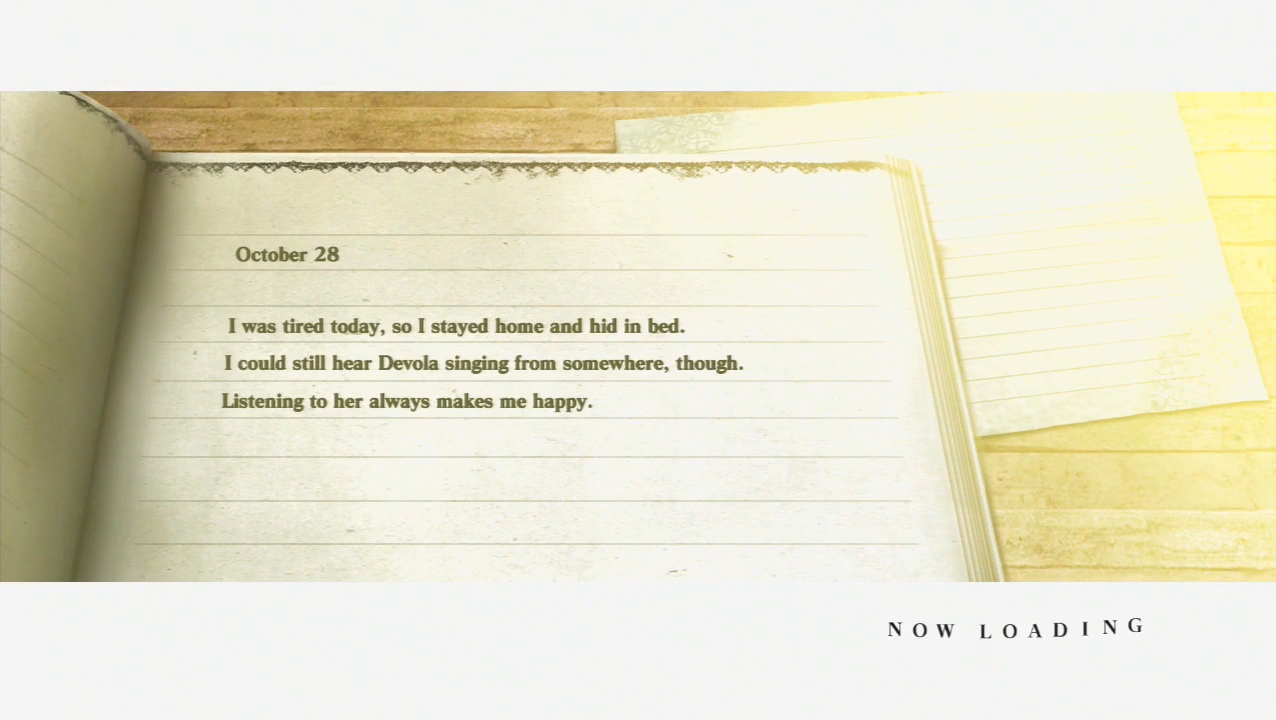 October 28
I was tired today, so I stayed home and hid in bed.
I could still hear Devola singing from somewhere, though.
Listening to her always makes me happy.
NOW LOADING